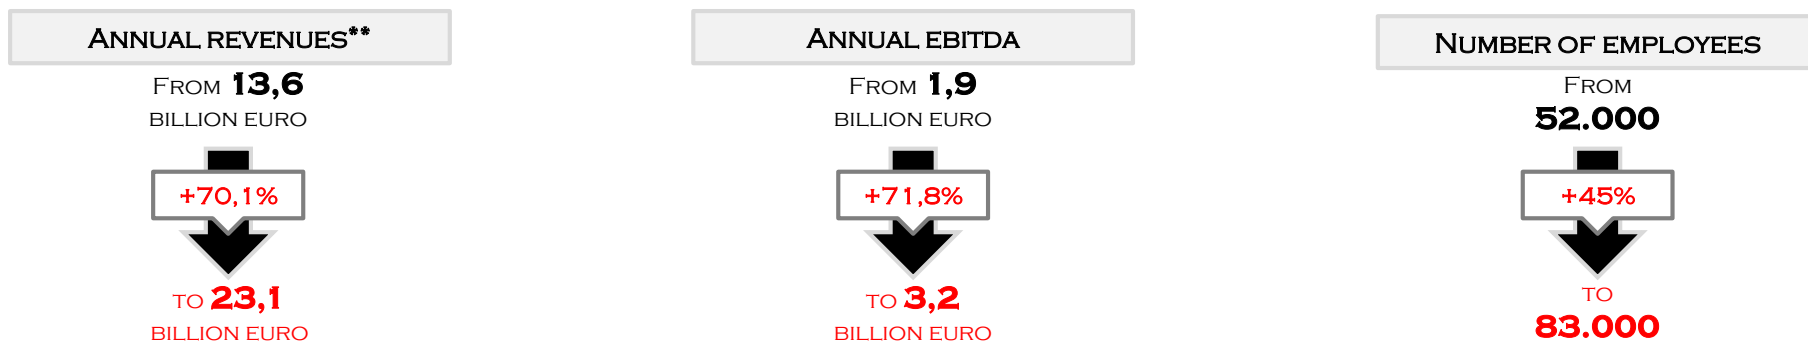 ANNUAL REVENUES**
FROM 13,6
BILLION EURO
+70,1%
TO 23,1
BILLION EURO
ANNUAL EBITDA
FROM 1,9
BILLION EURO
+71,8%
TO 3,2
BILLION EURO
NUMBER OF EMPLOYEES
FROM
52.000
+45%
TO
83.000